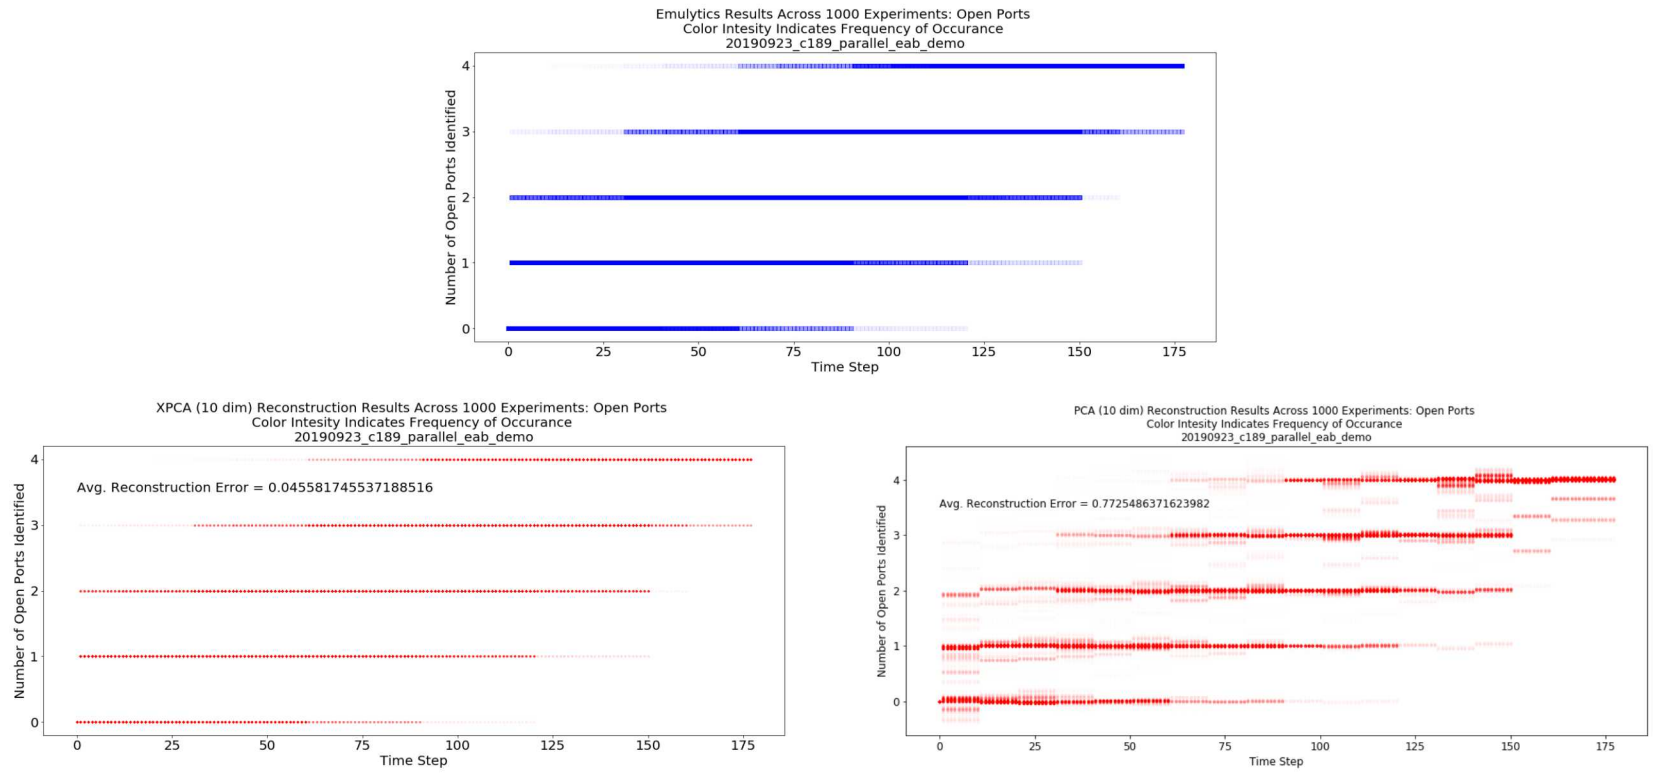 Emulytics Results Across 1000 Experiments: Open Ports
Color Intesity Indicates Frequency of Occurance
20190923_c189_parallel_eab_demo
Number of Open Ports Identified
4
3
2
1
0
0 25 50 75 100 125 150 175
Time Step
XPCA (10 dim) Reconstruction Results Across 1000 Experiments: Open Ports
Color Intesity Indicates Frequency of Occurance
20190923_c189_parallel_eab_demo
Avg. Reconstruction Error = 0.045581745537188516
Number of Open Ports Identified
4
3
2
1
0
0 25 50 75 100 125 150 175
Time Step
PCA (10 dim) Reconstruction Results Across 1000 Experiments: Open Ports
Color Intesity Indicates Frequency of Occurance
20190923_c189_parallel_eab_demo
Avg. Reconstruction Error = 0.7725486371623982
Number of Open Ports Identified
4
3
2
1
0
0 25 50 75 100 125 150 175
Time Step